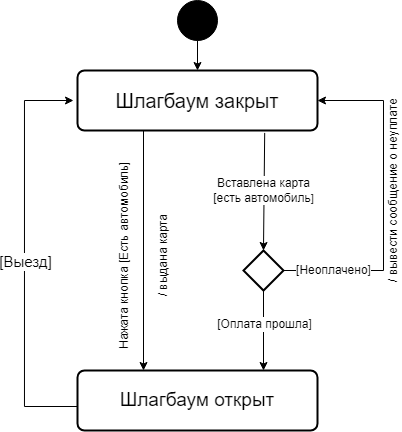 Шлагбаум закрыт
Вставлена карта
[есть автомобиль]
Нажата кнопка [Есть автомобиль]
/ выдана карта
[Выезд]
[Неоплачено]
/ вывести сообщение о неуплате
[Оплата прошла]
Шлагбаум открыт